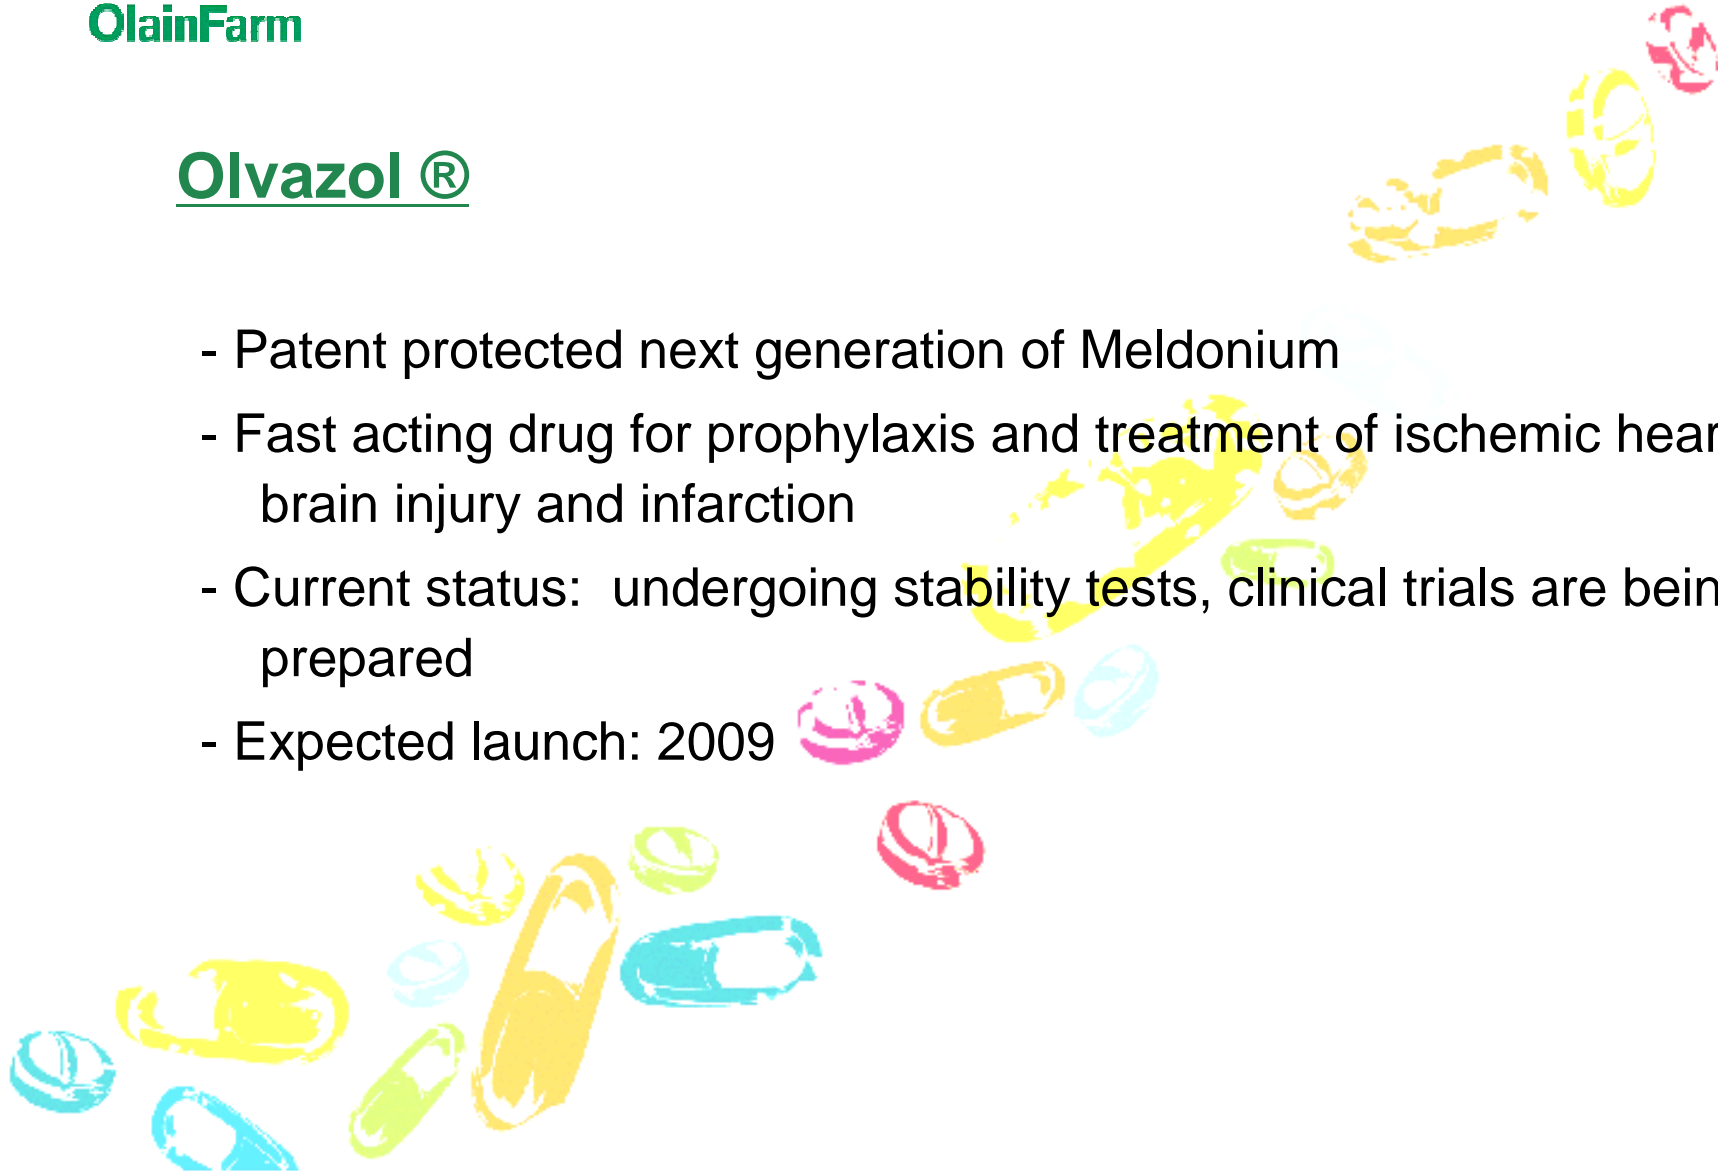 OlainFarm
Olvazol ®
- Patent protected next generation of Meldonium
- Fast acting drug for prophylaxis and treatment of ischemic hear
brain injury and infarction
- Current status:  undergoing stability tests, clinical trials are bein
prepared
- Expected launch: 2009